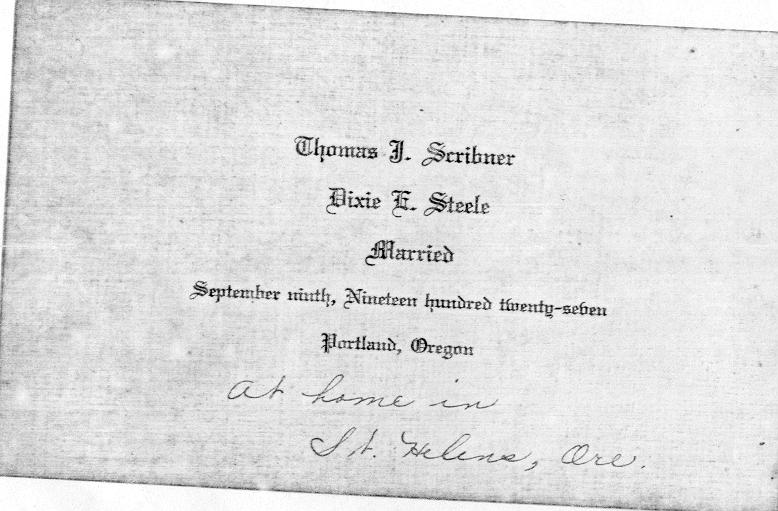 Thomas J. Scribner
Dixie E. Steele
Married
September ninth, Nineteen hundred twenty-seven
Portland, Oregon
at home in
St. Helens, Ore.